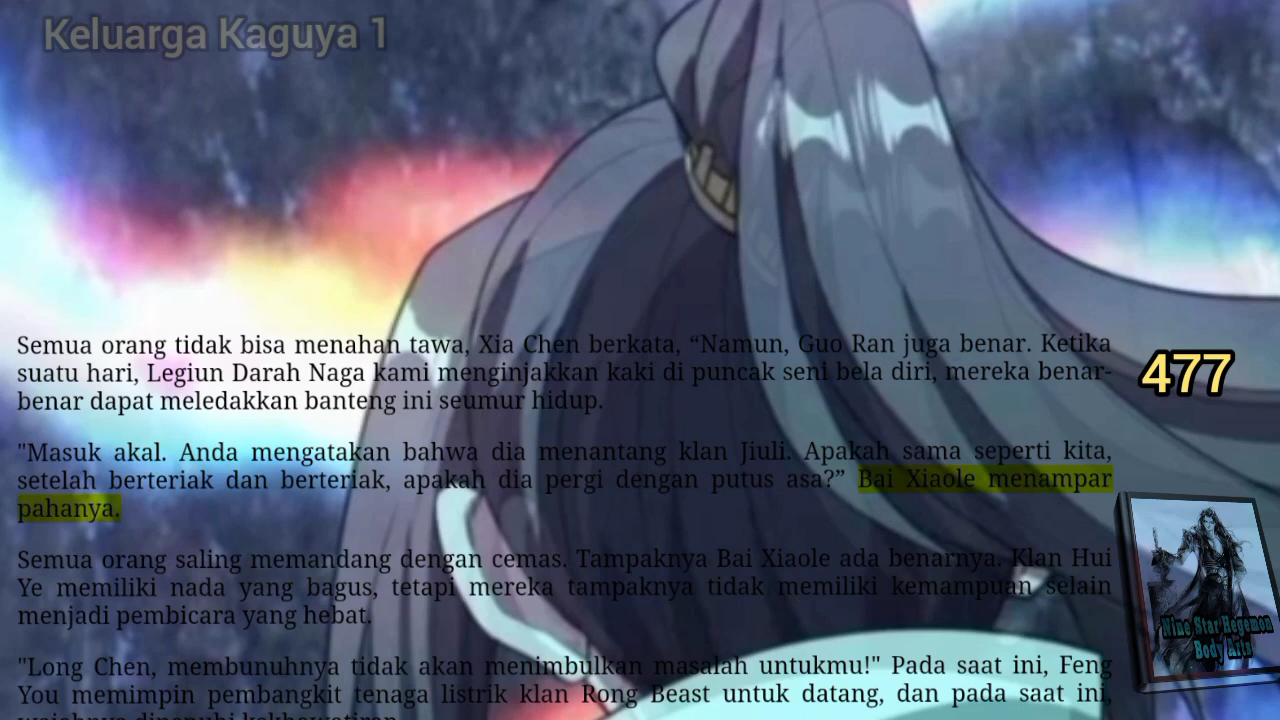 Keluarga Kaguya 1
Semua orang tidak bisa menahan tawa, Xia Chen berkata, “Namun, Guo Ran juga benar. Ketika
suatu hari, Legiun Darah Naga kami menginjakkan kaki di puncak seni bela diri, mereka benar-
benar dapat meledakkan banteng ini seumur hidup.
477
"Masuk akal. Anda mengatakan bahwa dia menantang klan Jiuli. Apakah sama seperti kita,
setelah berteriak dan berteriak, apakah dia pergi dengan putus asa?” Bai Xiaole menampar
pahanya.
Semua orang saling memandang dengan cemas. Tampaknya Bai Xiaole ada benarnya. Klan Hui
Ye memiliki nada yang bagus, tetapi mereka tampaknya tidak memiliki kemampuan selain
menjadi pembicara yang hebat.
Nine Star Hegemon
Body Arts
"Long Chen, membunuhnya tidak akan menimbulkan masalah untukmu!" Pada saat ini, Feng
You memimpin pembangkit tenaga listrik klan Rong Beast untuk datang, dan pada saat ini,
wajahnya dipenuhi kekhawatiran.